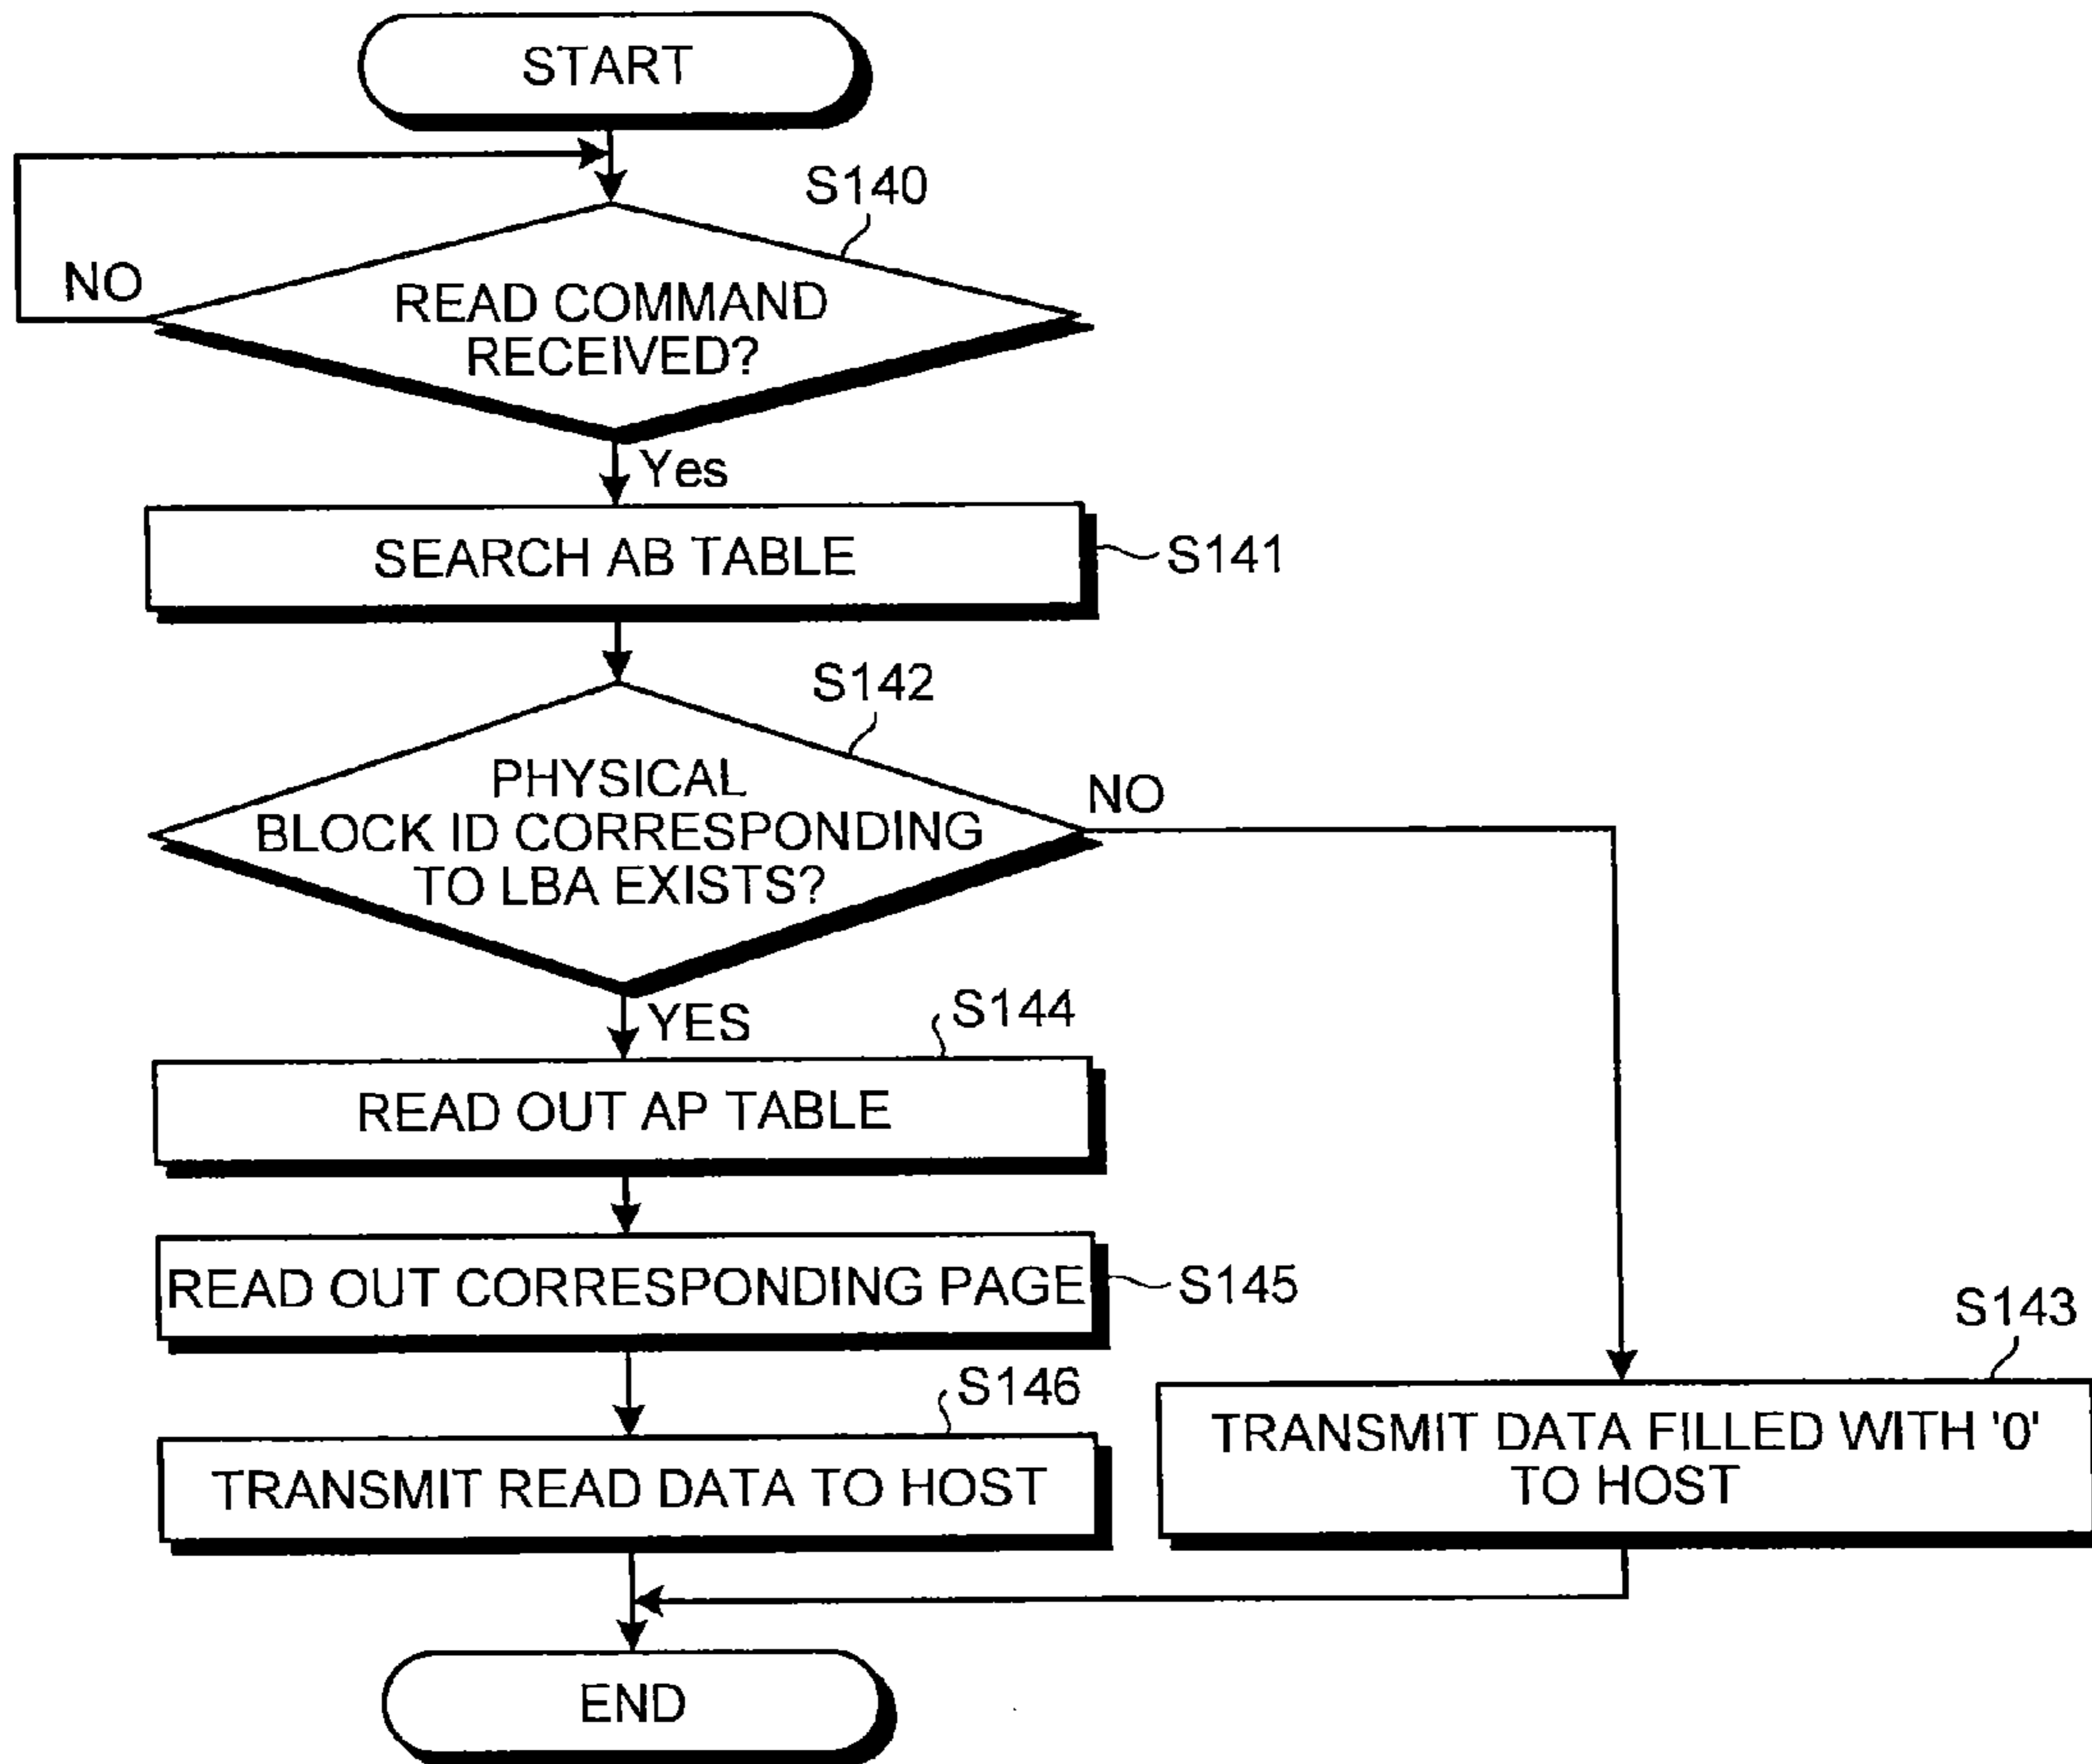 START
S140
NO
READ COMMAND
RECEIVED?
Yes
SEARCH AB TABLE
S141
S142
PHYSICAL
BLOCK ID CORRESPONDING
TO LBA EXISTS?
NO
YES
S144
READ OUT AP TABLE
READ OUT CORRESPONDING PAGE
S145
S146
TRANSMIT READ DATA TO HOST
S143
TRANSMIT DATA FILLED WITH '0'
TO HOST
END